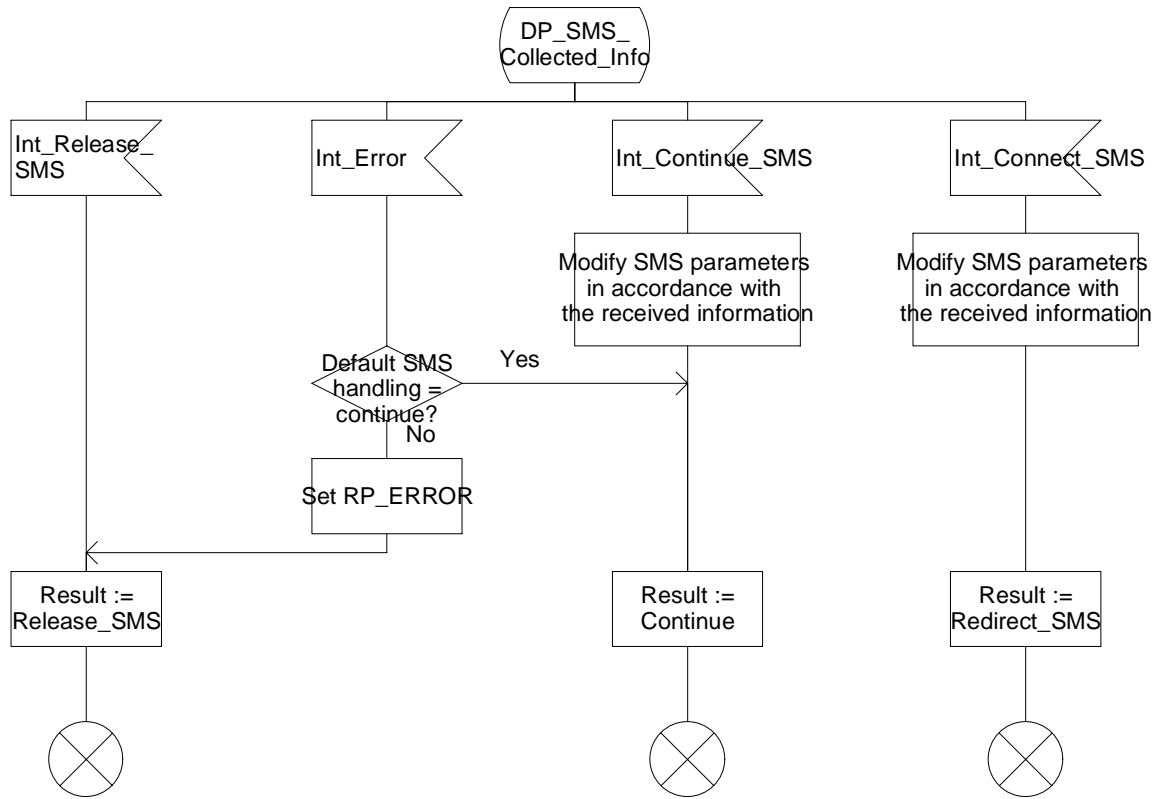 DP_SMS_
Collected_Info
Int_Release_
SMS
Int_Error
Int_Continue_SMS
Int_Connect_SMS
Modify SMS parameters
in accordance with
the received information
Modify SMS parameters
in accordance with
the received information
Default SMS
handling =
continue?
Yes
No
Set RP_ERROR
Result :=
Release_SMS
Result :=
Continue
Result :=
Redirect_SMS